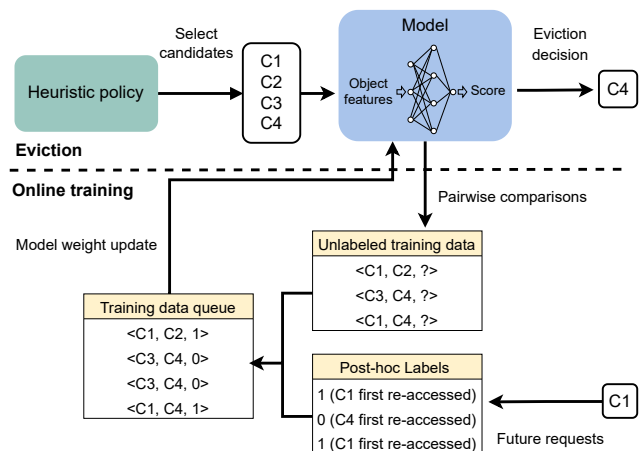 Select
candidates
Heuristic policy
C1
C2
C3
C4
Model
Object
features
Score
Eviction
decision
C4
Eviction
Online training
Model weight update
Pairwise comparisons
Unlabeled training data
<C1, C2, ?>
<C3, C4, ?>
<C1, C4, ?>
Training data queue
<C1, C2, 1>
<C3, C4, 0>
<C3, C4, 0>
<C1, C4, 1>
Post-hoc Labels
1 (C1 first re-accessed)
0 (C4 first re-accessed)
1 (C1 first re-accessed)
C1
Future requests